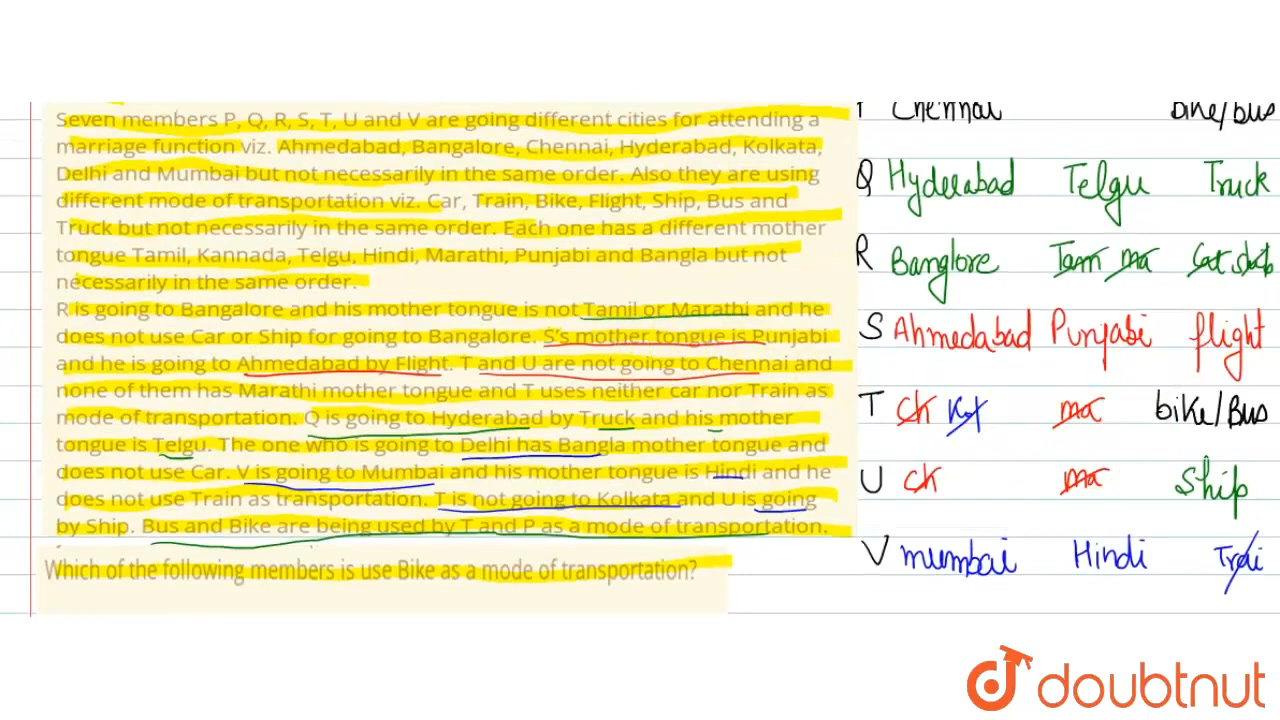 Seven members P, Q, R, S, T, U and V are going different cities for attending a
marriage function viz. Ahmedabad, Bangalore, Chennai, Hyderabad, Kolkata,
Delhi and Mumbai but not necessarily in the same order. Also they are using
different mode of transportation viz. Car, Train, Bike, Flight, Ship, Bus and
Truck but not necessarily in the same order. Each one has a different mother
tongue Tamil, Kannada, Telgu, Hindi, Marathi, Punjabi and Bangla but not
necessarily in the same order.
R is going to Bangalore and his mother tongue is not Tamil or Marathi and he
does not use Car or Ship for going to Bangalore. S's mother tongue is Punjabi
and he is going to Ahmedabad by Flight. T and U are not going to Chennai and
none of them has Marathi mother tongue and T uses neither car nor Train as
mode of transportation. Q is going to Hyderabad by Truck and his mother
tongue is Telgu. The one who is going to Delhi has Bangla mother tongue and
does not use Car. V is going to Mumbai and his mother tongue is Hindi and he
does not use Train as transportation. T is not going to Kolkata and U is going
by Ship. Bus and Bike are being used by T and P as a mode of transportation.
Which of the following members is use Bike as a mode of transportation?
Chennai bike/bus
Q Hyderabad Telgu Truck
R Banglore Tam ma Cat ship
S Ahmedabad Punjabi flight
T ck ma bike/Bus
U ck ma Ship
V mumbai Hindi Trai
doubtnut